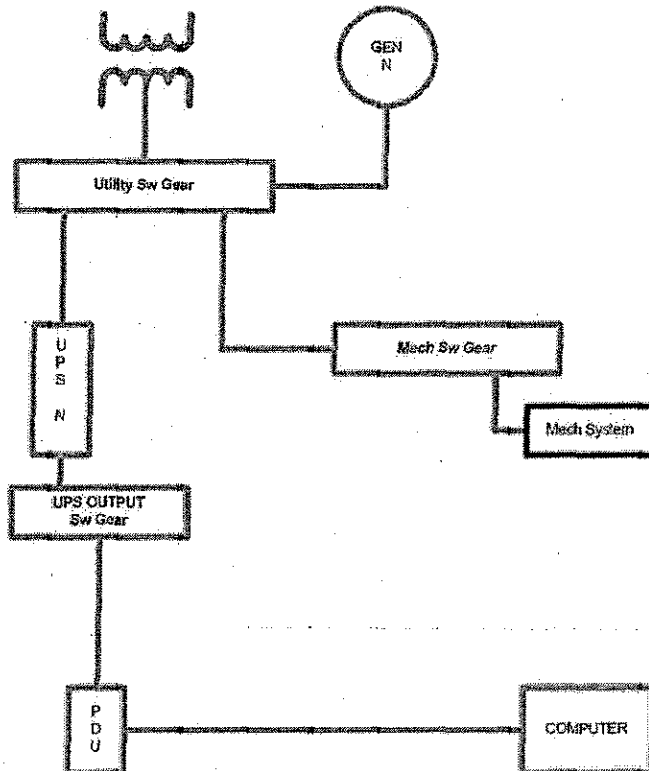 GEN
N
Utility Sw Gear
U
P
S
N
Mech Sw Gear
Mech System
UPS OUTPUT
Sw Gear
P
D
U
COMPUTER